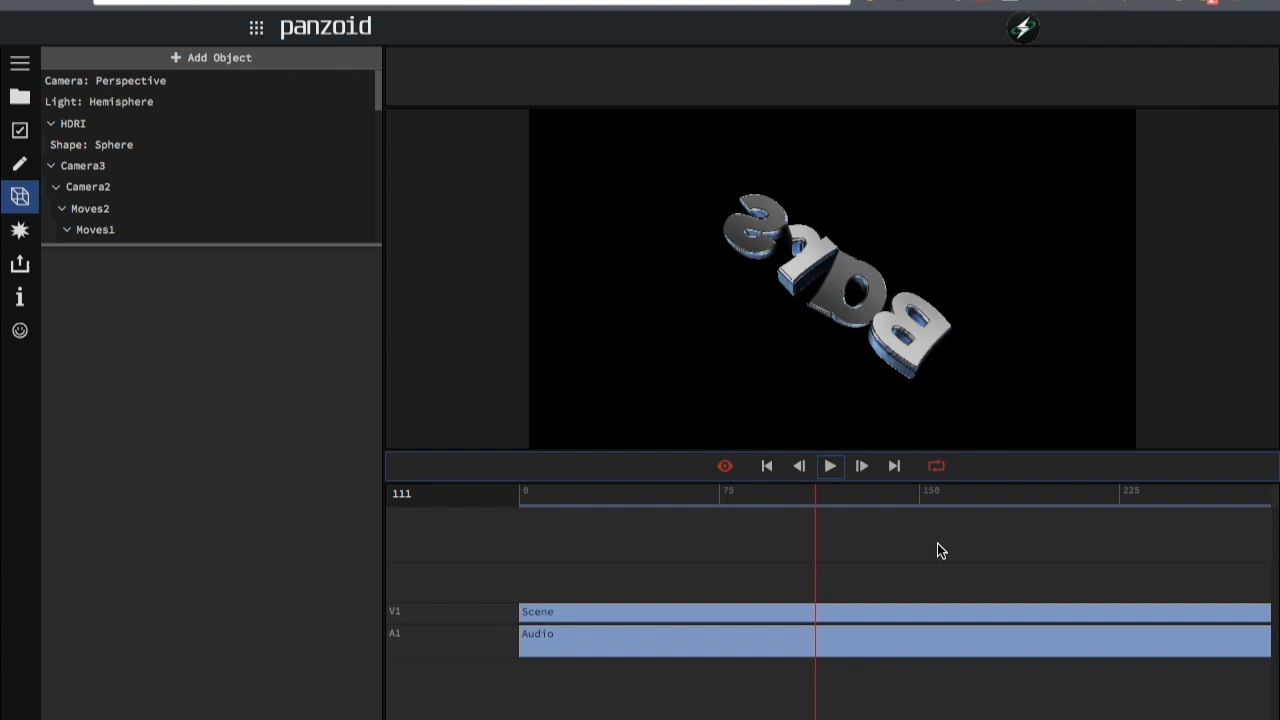 panzoid
+ Add Object
Camera: Perspective
Light: Hemisphere
HDRI
Shape: Sphere
Camera3
Camera2
Moves2
Moves1
111
0 75 150 225
V1 Scene
A1 Audio